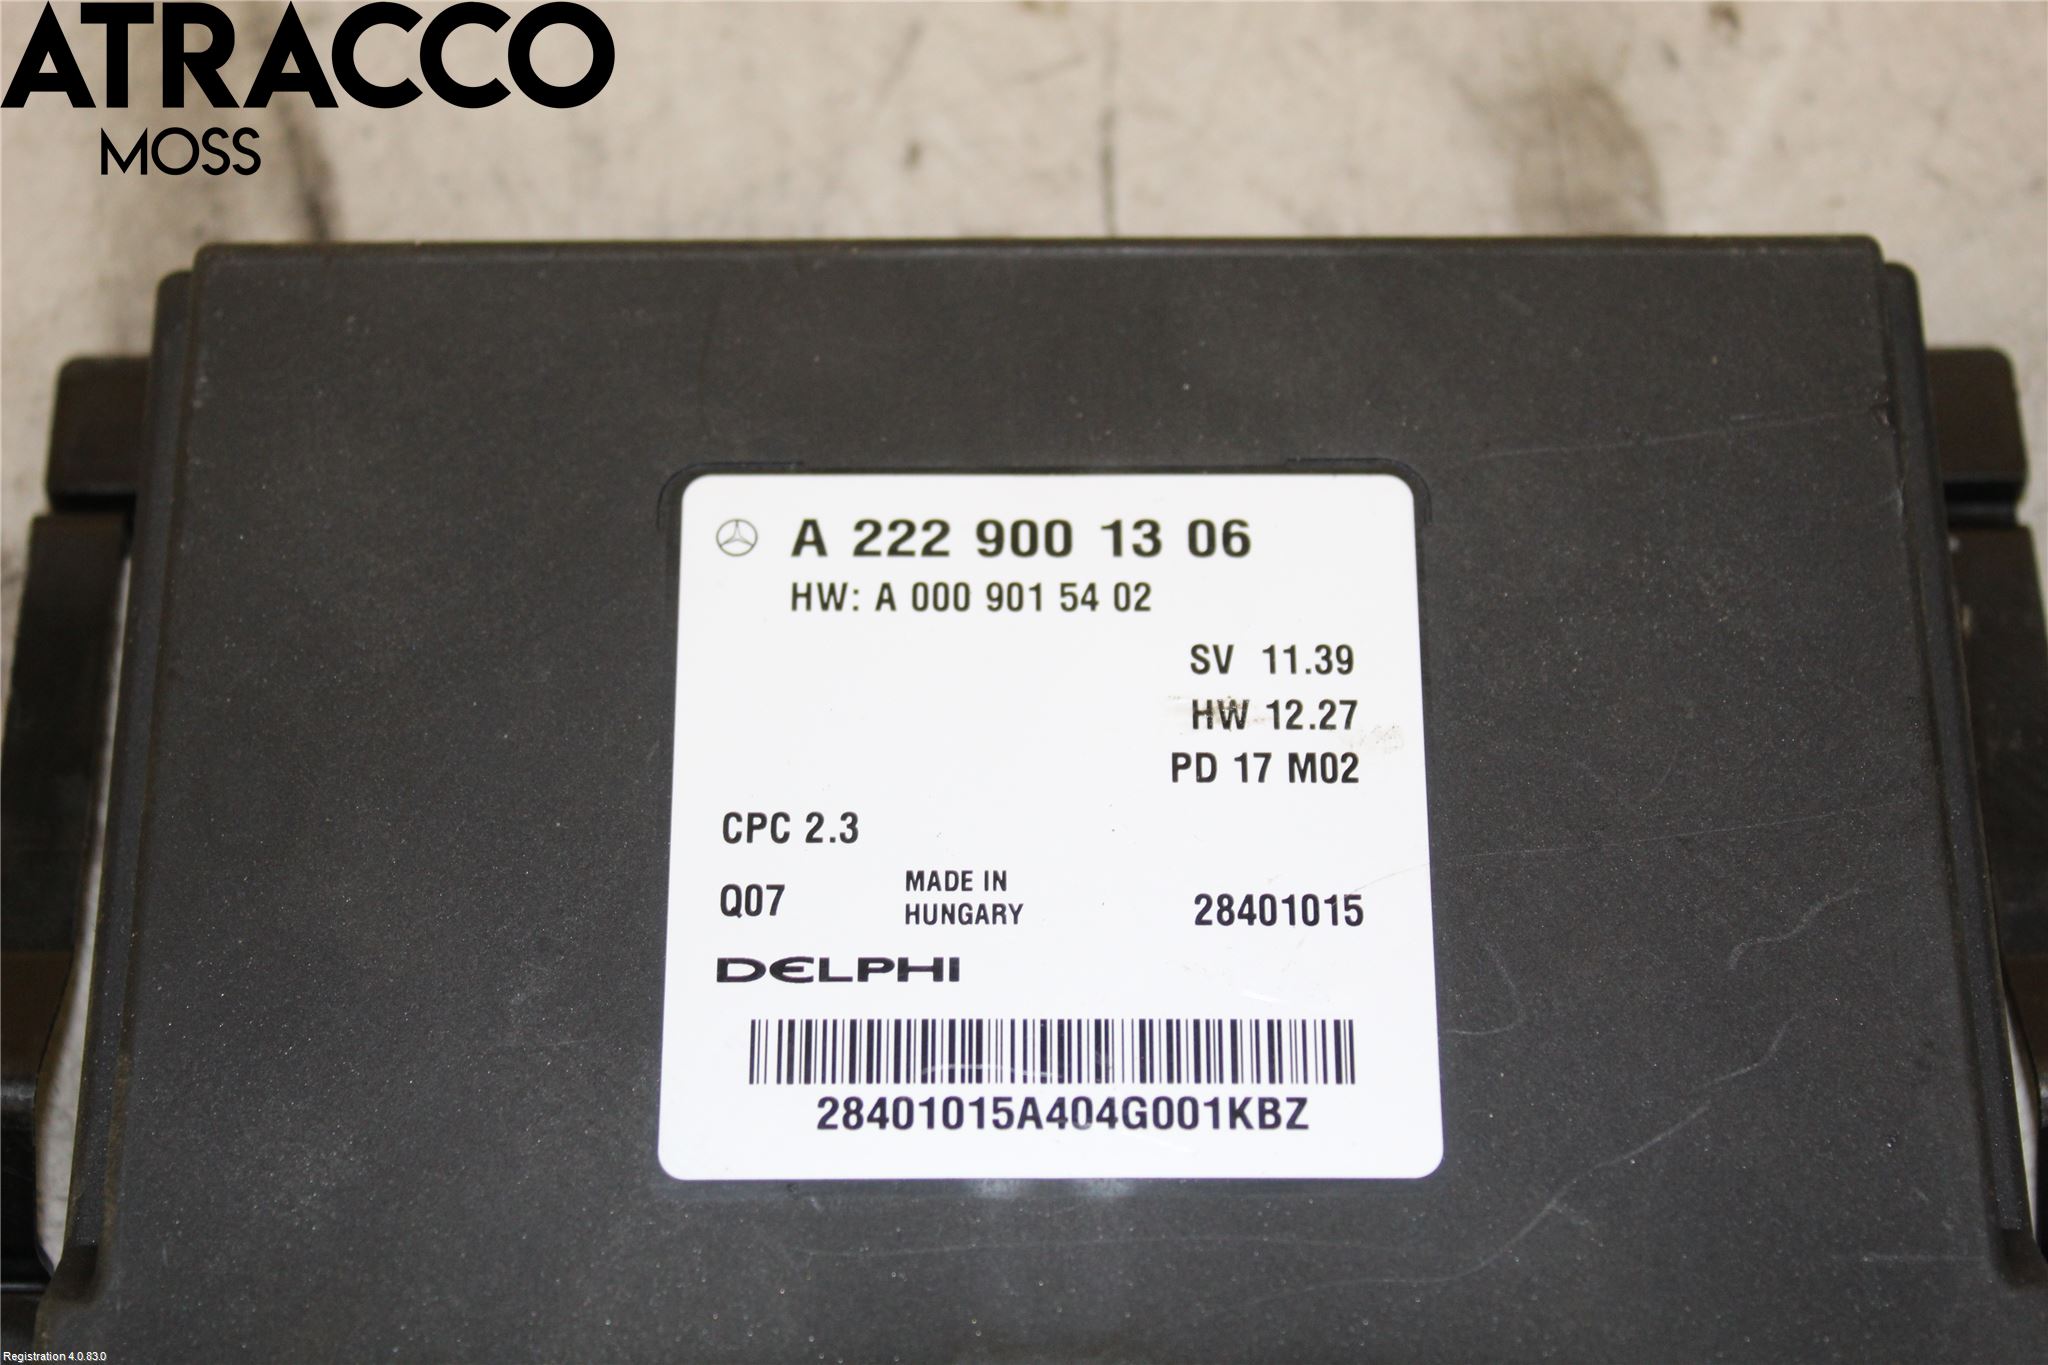 ATRACCO
MOSS
A 222 900 13 06
HW: A 000 901 54 02
SV 11.39
HW 12.27
PD 17 M02
CPC 2.3
Q07
MADE IN
HUNGARY
28401015
DELPHI
28401015A404G001KBZ
Registration 4.0.83.0